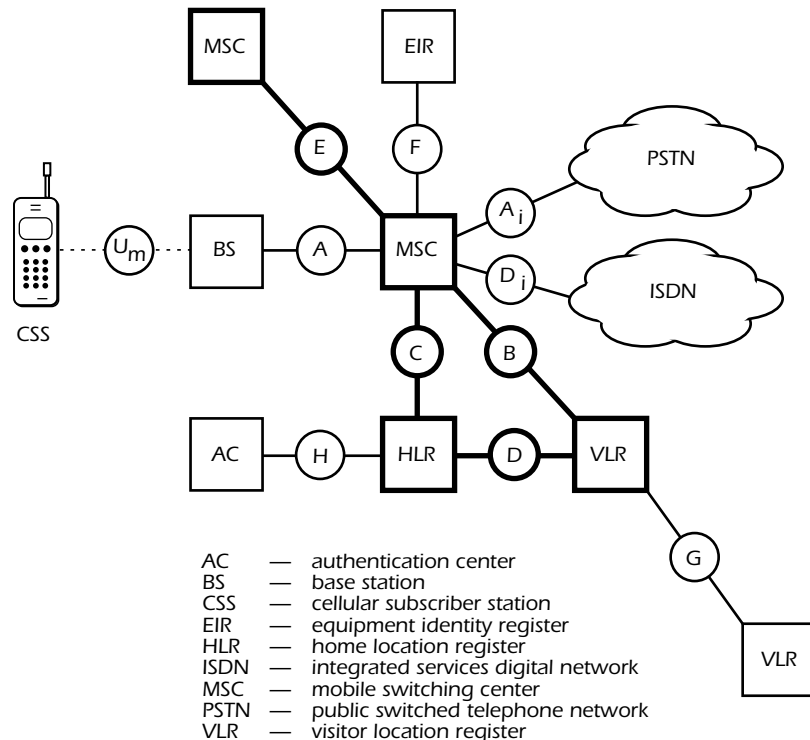 MSC
EIR
E
F
PSTN
A i
U m
BS
A
MSC
D i
ISDN
CSS
C
B
AC
H
HLR
D
VLR
G
VLR
AC — authentication center
BS — base station
CSS — cellular subscriber station
EIR — equipment identity register
HLR — home location register
ISDN — integrated services digital network
MSC — mobile switching center
PSTN — public switched telephone network
VLR — visitor location register